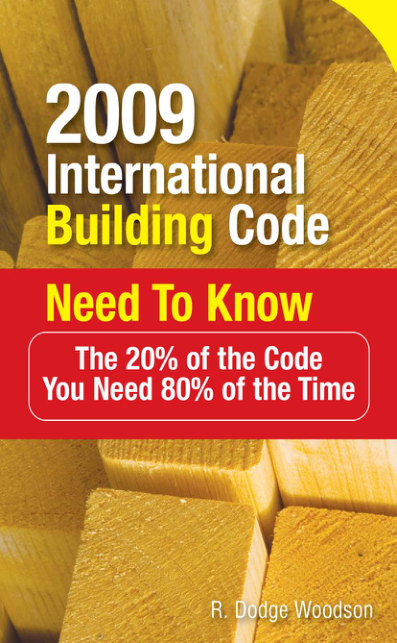 2009
International
Building Code
Need To Know
The 20% of the Code
You Need 80% of the Time
R. Dodge Woodson